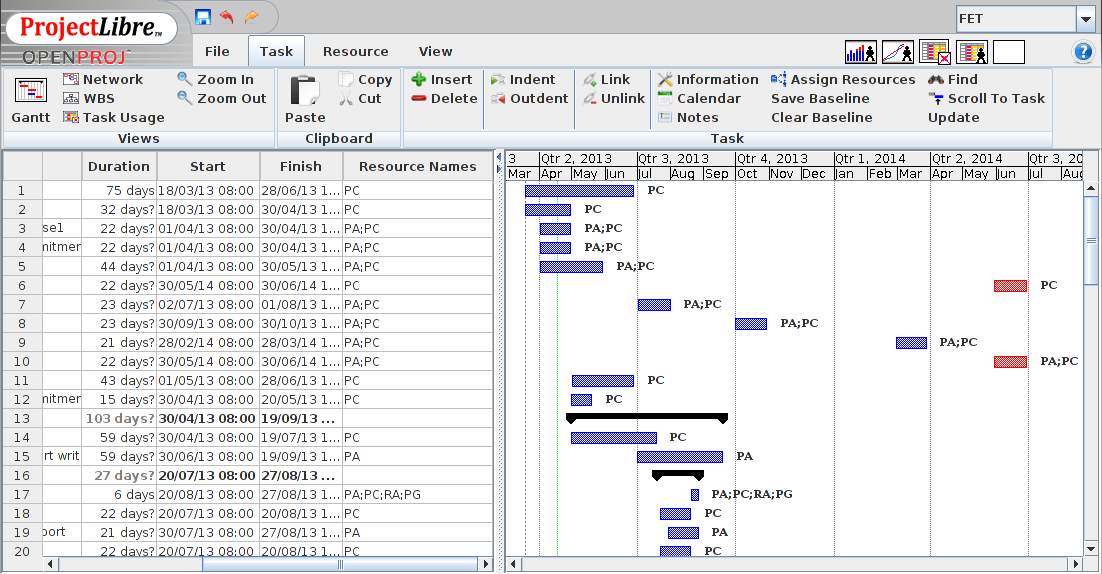 ProjectLibre™
OPENPROJ
FET
File Task Resource View
Gantt
Network
WBS
Task Usage
Zoom In
Zoom Out
Views
Paste
Copy
Cut
Clipboard
Insert
Delete
Indent
Outdent
Link
Unlink
Information
Calendar
Notes
Assign Resources
Save Baseline
Clear Baseline
Find
Scroll To Task
Update
Task
Duration Start Finish Resource Names
1 75 days 18/03/13 08:00 28/06/13 1... PC
2 32 days? 18/03/13 08:00 30/04/13 1... PC
3 se1 22 days? 01/04/13 08:00 30/04/13 1... PA;PC
4 nitmer 22 days? 01/04/13 08:00 30/04/13 1... PA;PC
5 44 days? 01/04/13 08:00 30/05/13 1... PA;PC
6 22 days? 30/05/14 08:00 30/06/14 1... PC
7 23 days? 02/07/13 08:00 01/08/13 1... PA;PC
8 23 days? 30/09/13 08:00 30/10/13 1... PA;PC
9 21 days? 28/02/14 08:00 28/03/14 1... PA;PC
10 22 days? 30/05/14 08:00 30/06/14 1... PA;PC
11 43 days? 01/05/13 08:00 28/06/13 1... PC
12 nitmer 15 days? 30/04/13 08:00 20/05/13 1... PC
13 103 days? 30/04/13 08:00 19/09/13 ...
14 59 days? 30/04/13 08:00 19/07/13 1... PC
15 rt writ 59 days? 30/06/13 08:00 19/09/13 1... PA
16 27 days? 20/07/13 08:00 27/08/13 ...
17 6 days 20/08/13 08:00 27/08/13 1... PA;PC;RA;PG
18 22 days? 20/07/13 08:00 20/08/13 1... PC
19 port 21 days? 30/07/13 08:00 27/08/13 1... PA
20 22 days? 20/07/13 08:00 20/08/13 1... PC
3 Qtr 2, 2013 Qtr 3, 2013 Qtr 4, 2013 Qtr 1, 2014 Qtr 2, 2014 Qtr 3, 20
Mar Apr May Jun Jul Aug Sep Oct Nov Dec Jan Feb Mar Apr May Jun Jul Aug
PC
PC
PA;PC
PA;PC
PA;PC
PC
PA;PC
PA;PC
PA;PC
PA;PC
PC
PC
PC
PA
PA;PC;RA;PG
PC
PA
PC